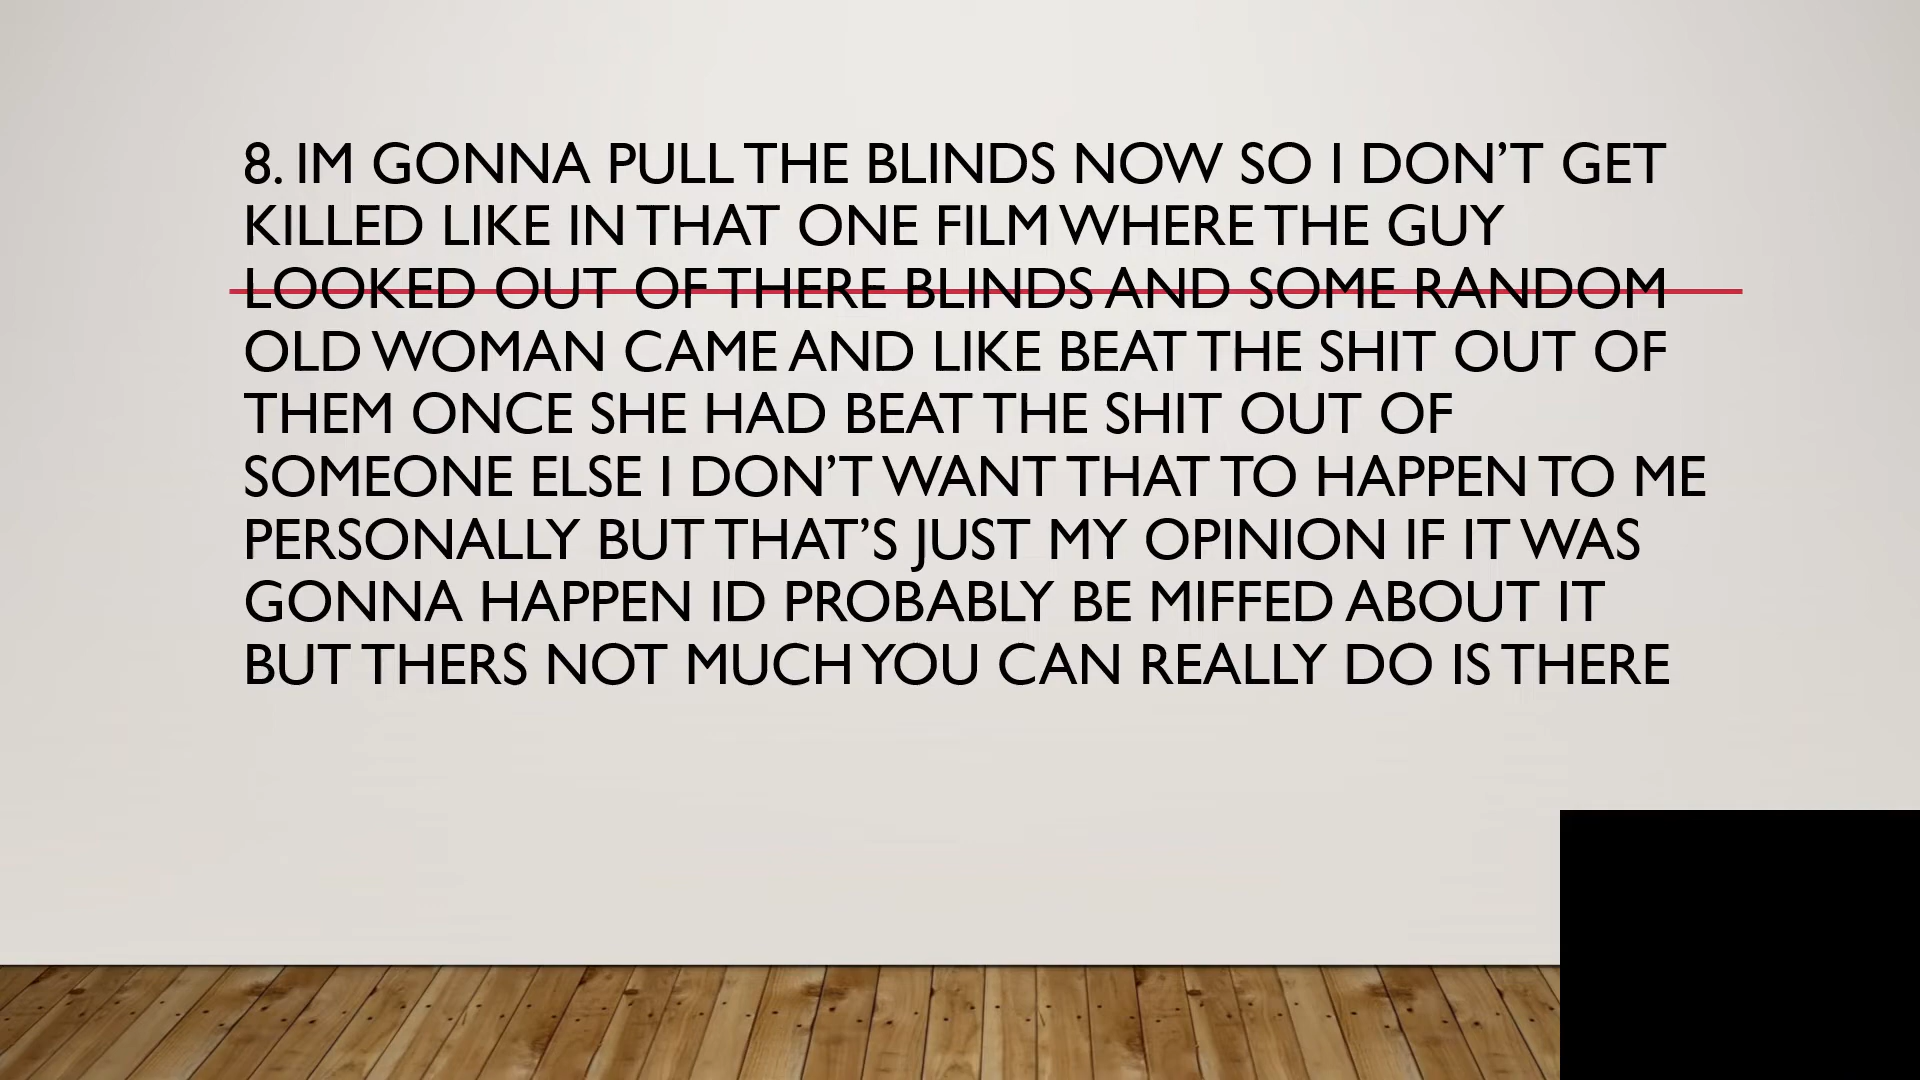 8. IM GONNA PULL THE BLINDS NOW SO I DON’T GET
KILLED LIKE IN THAT ONE FILM WHERE THE GUY
LOOKED OUT OF THERE BLINDS AND SOME RANDOM
OLD WOMAN CAME AND LIKE BEAT THE SHIT OUT OF
THEM ONCE SHE HAD BEAT THE SHIT OUT OF
SOMEONE ELSE I DON’T WANT THAT TO HAPPEN TO ME
PERSONALLY BUT THAT’S JUST MY OPINION IF IT WAS
GONNA HAPPEN ID PROBABLY BE MIFFED ABOUT IT
BUT THERS NOT MUCH YOU CAN REALLY DO IS THERE